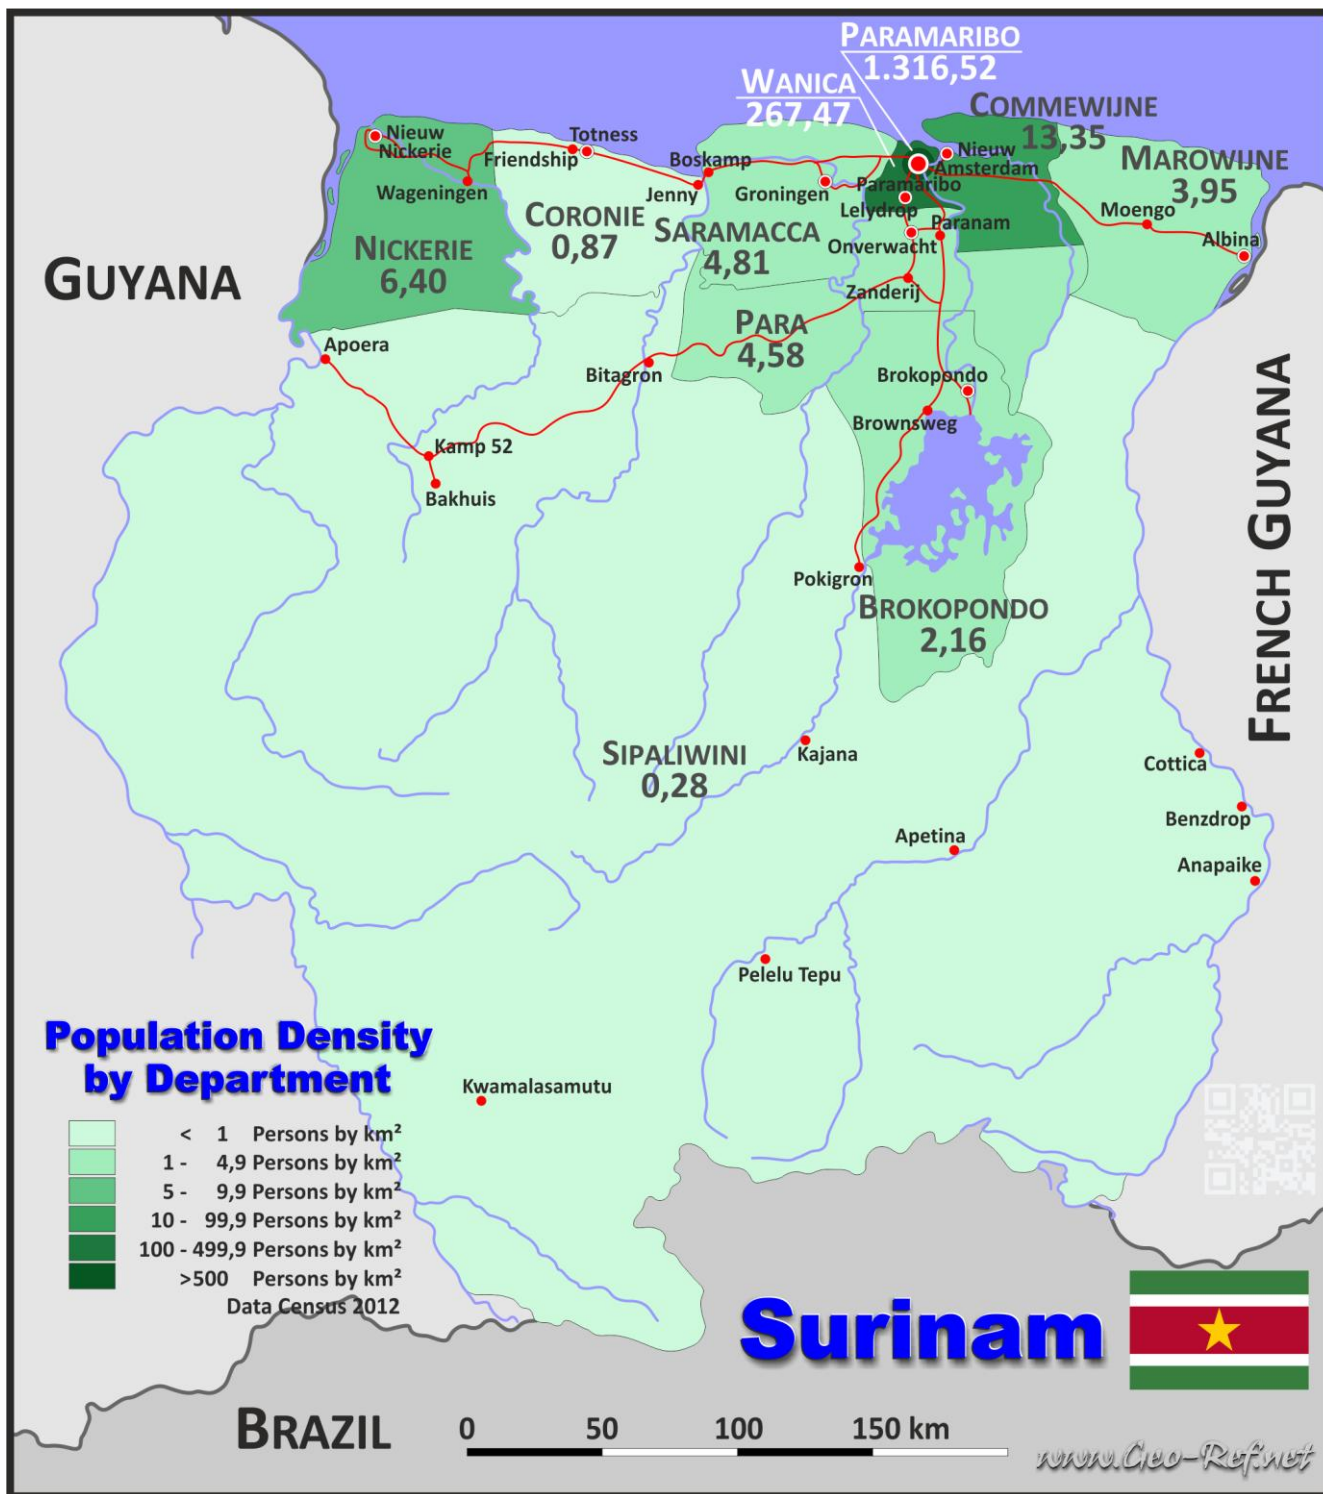 PARAMARIBO
1.316,52
WANICA
267,47
COMMEWIJNE
13,35
MAROWIJNE
3,95
Nieuw
Nickerie
Wageningen
Friendship
Totness
Jenny
Boskamp
Groningen
Nieuw
Amsterdam
Paramaribo
Lelydrop
Onverwacht
Paranam
Zanderij
Moengo
Albina
CORONIE
0,87
SARAMACCA
4,81
NICKERIE
6,40
GUYANA
PARA
4,58
Apoera
Bitagron
Brokopondo
Brownsweg
Kamp 52
Bakhuis
Pokigron
BROKOPONDO
2,16
FRENCH GUYANA
SIPALIWINI
0,28
Kajana
Cottica
Benzdrop
Apetina
Anapaike
Pelelu Tepu
Kwamalasamutu
Population Density
by Department
< 1 Persons by km²
1 - 4,9 Persons by km²
5 - 9,9 Persons by km²
10 - 99,9 Persons by km²
100 - 499,9 Persons by km²
>500 Persons by km²
Data Census 2012
Surinam
BRAZIL
0 50 100 150 km
www.Geo-Ref.net